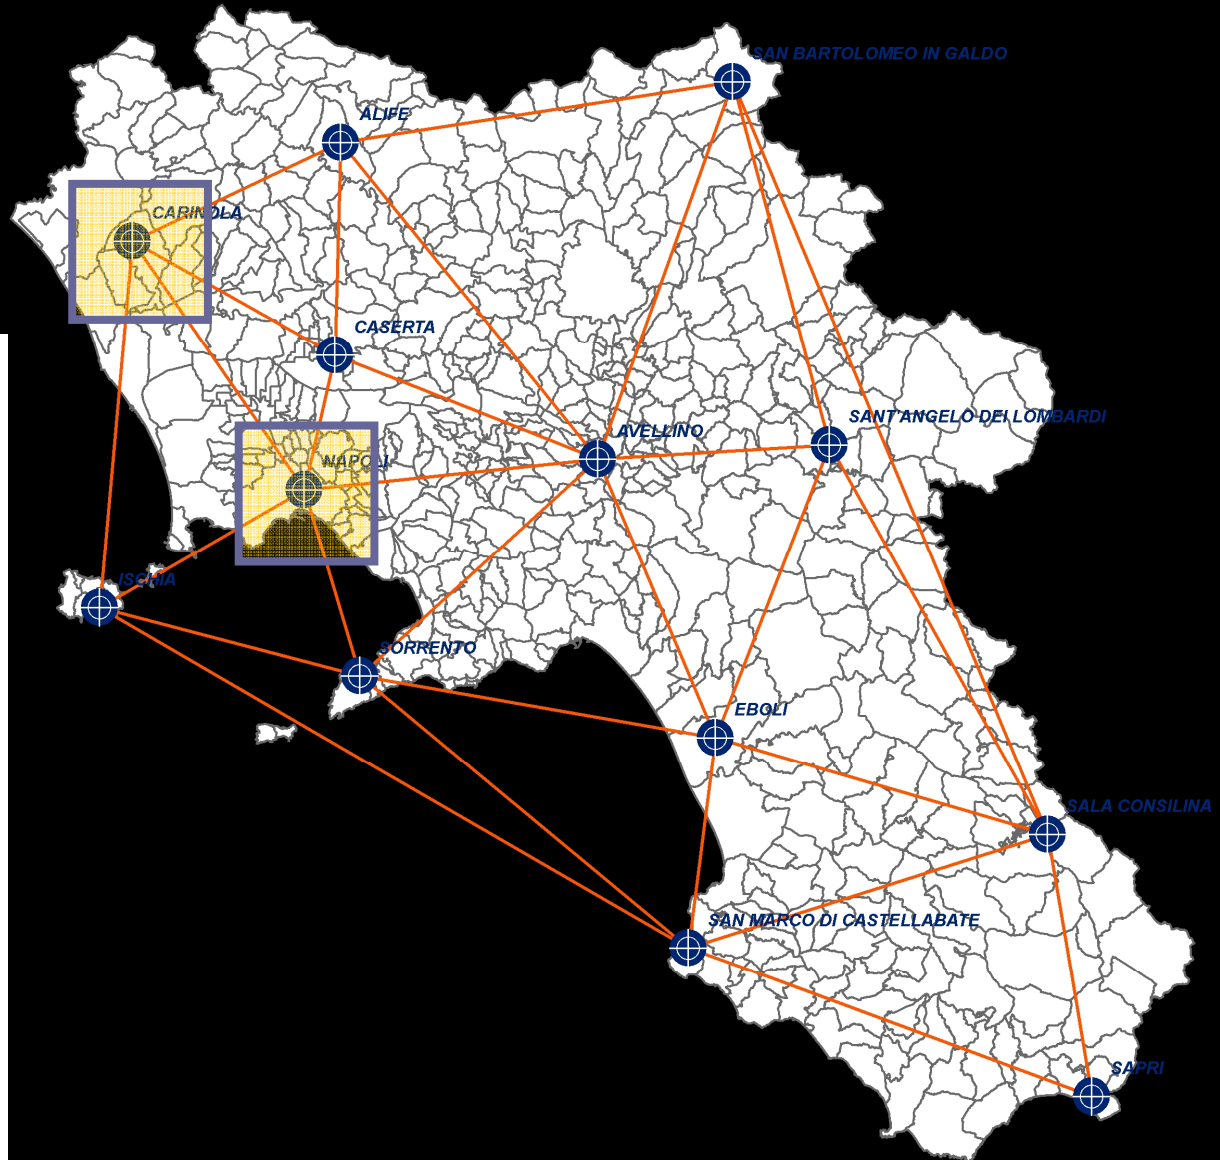 SAN BARTOLOMEO IN GALDO
ALIFE
CARINOLA
CASERTA
SANT'ANGELO DEI LOMBARDI
AVELLINO
NAPOLI
ISCHIA
SORRENTO
EBOLI
SALA CONSILINA
SAN MARCO DI CASTELLABATE
SAPRI